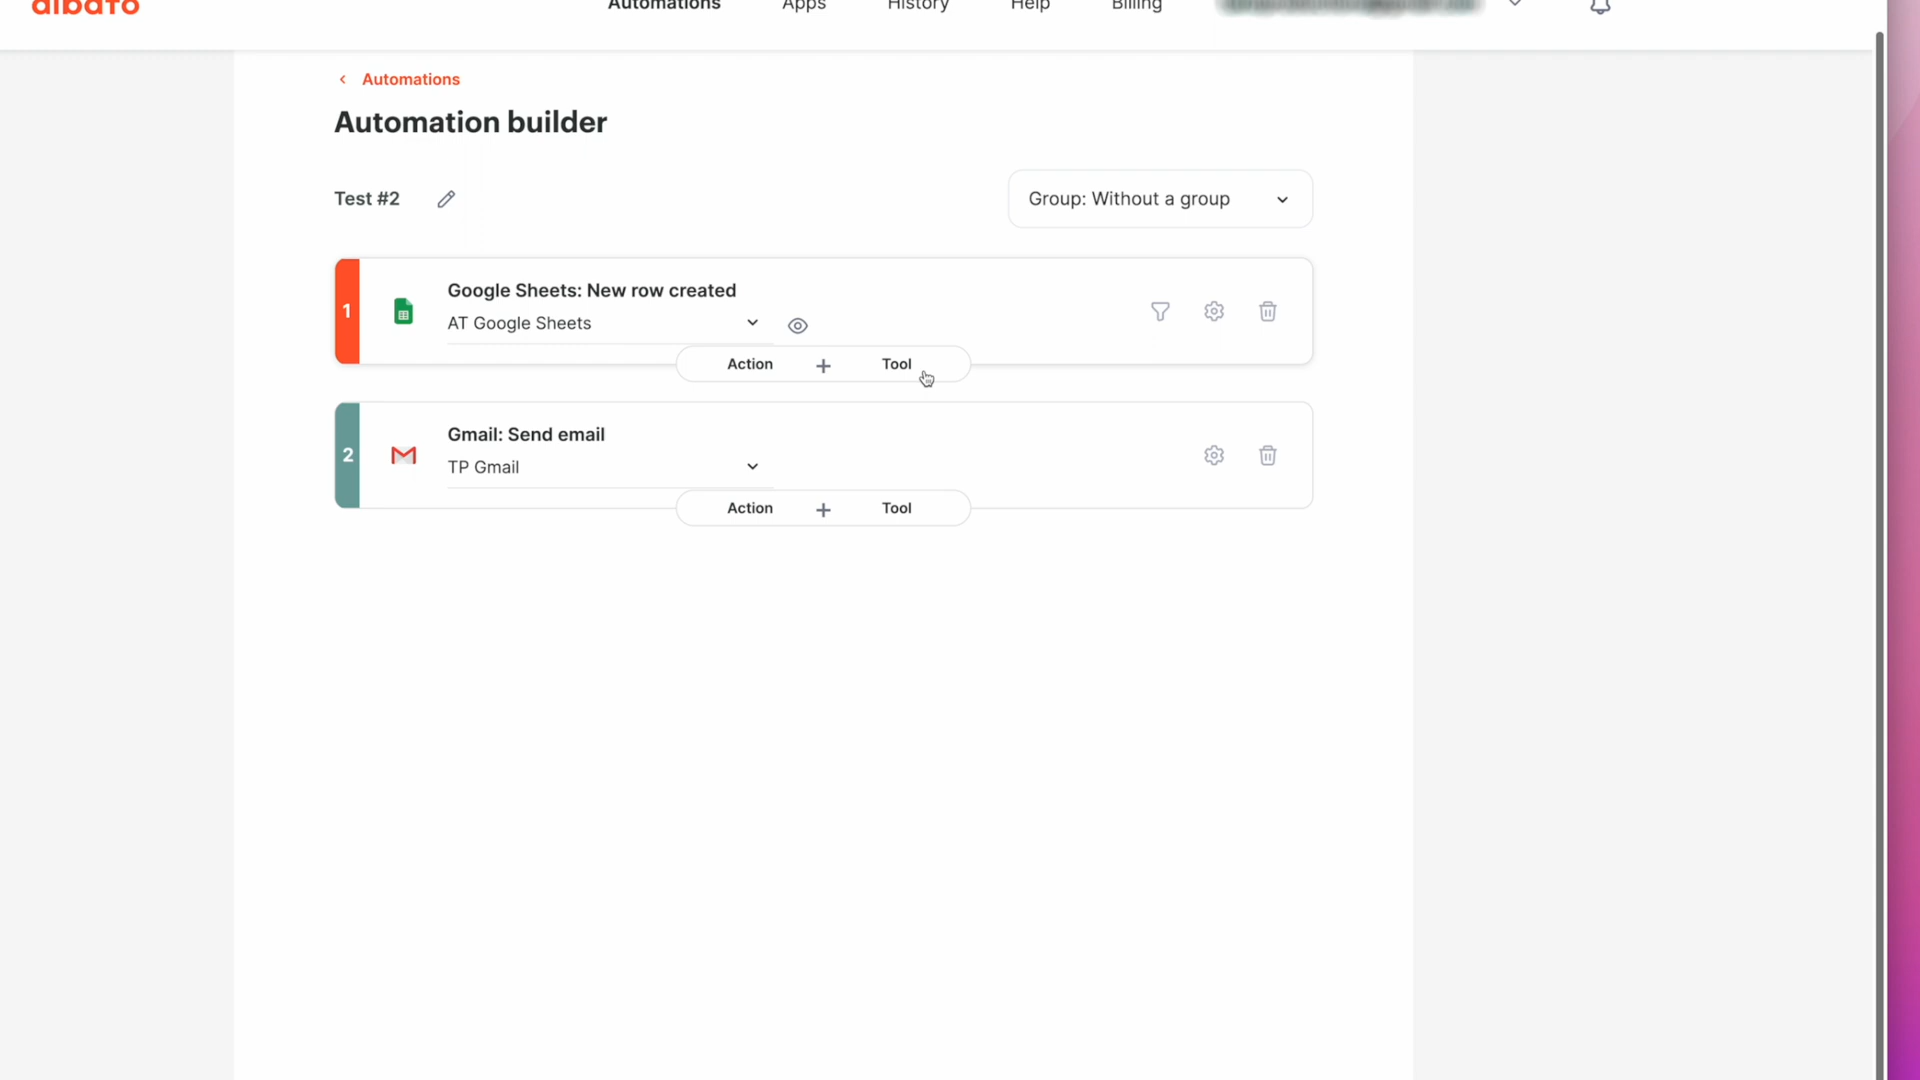 albato
Automations
Apps
History
Help
Billing
Automations
Automation builder
Test #2
Group: Without a group
1
Google Sheets: New row created
AT Google Sheets
Action
+
Tool
2
Gmail: Send email
TP Gmail
Action
+
Tool